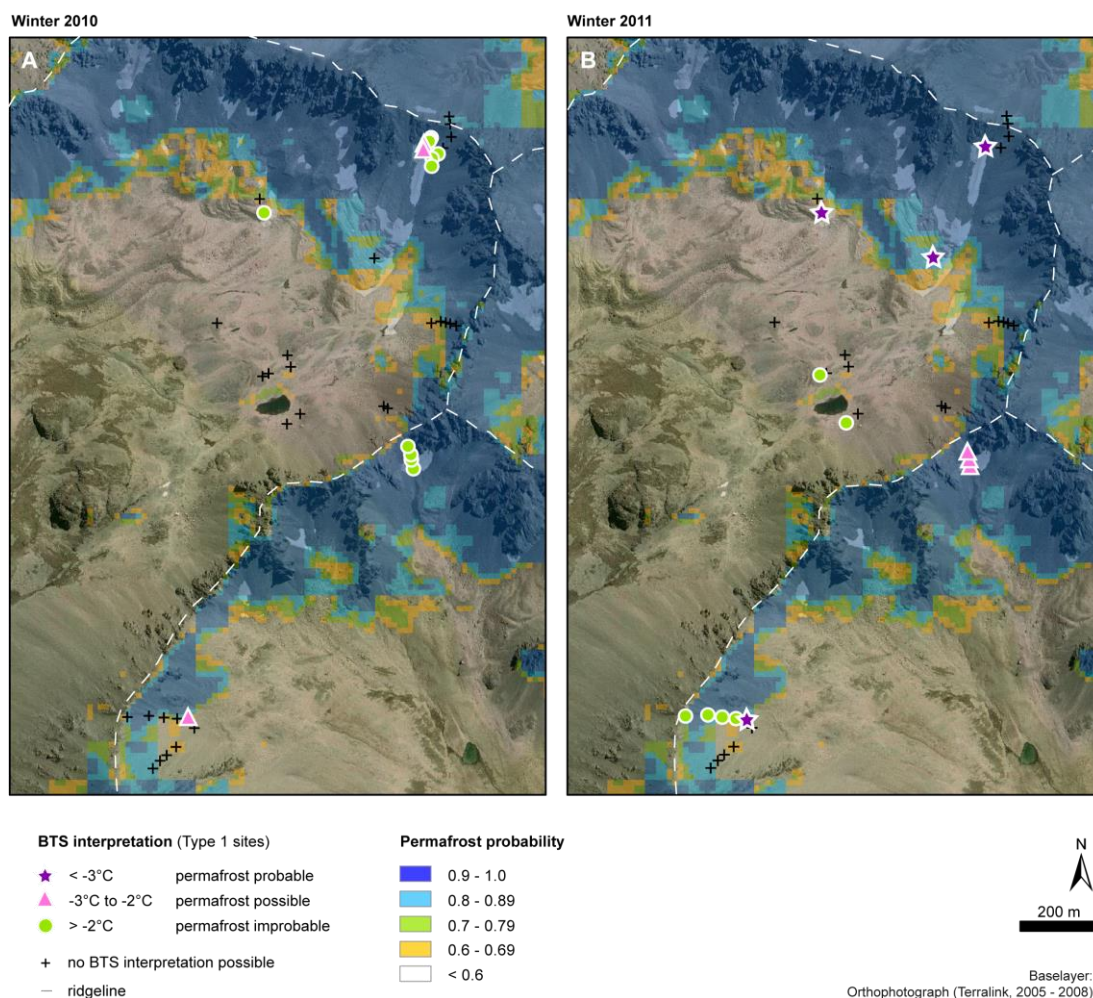 Winter 2010
Winter 2011
A
B
BTS interpretation (Type 1 sites)
< -3°C permafrost probable
-3°C to -2°C permafrost possible
> -2°C permafrost improbable
no BTS interpretation possible
ridgeline
Permafrost probability
0.9 - 1.0
0.8 - 0.89
0.7 - 0.79
0.6 - 0.69
< 0.6
N
200 m
Baselayer:
Orthophotograph (Terralink, 2005 - 2008)